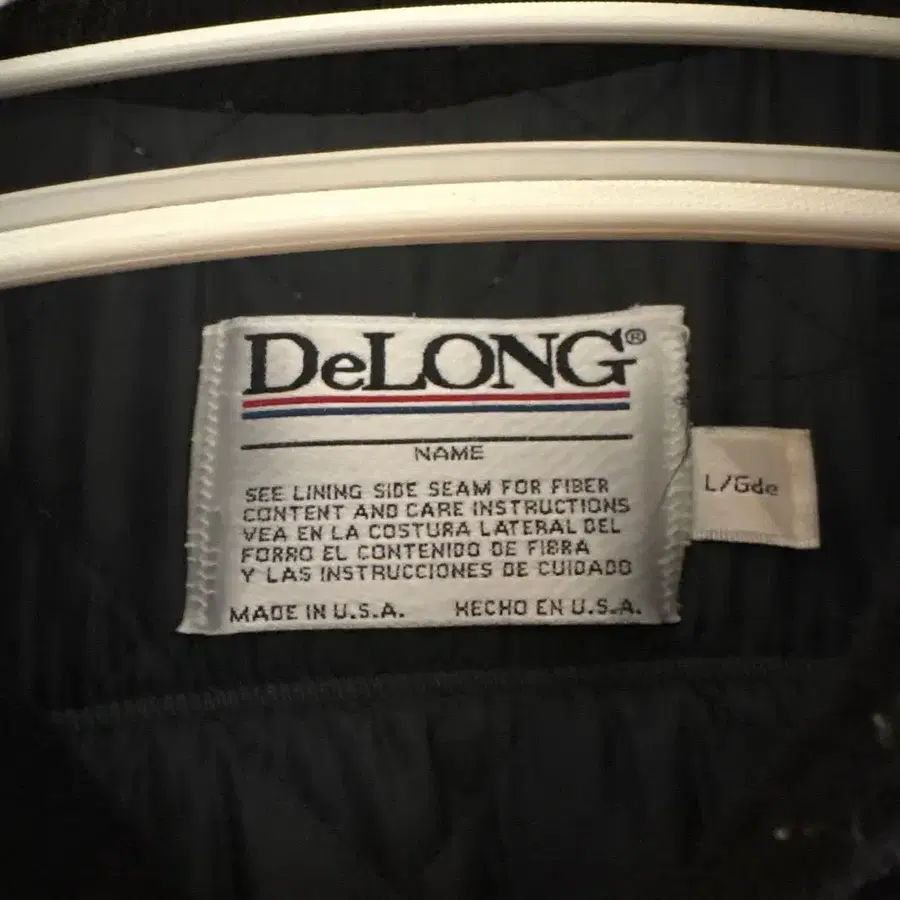 DeLONG®
NAME
L/Gde
SEE LINING SIDE SEAM FOR FIBER
CONTENT AND CARE INSTRUCTIONS
VEA EN LA COSTURA LATERAL DEL
FORRO EL CONTENIDO DE FIBRA
Y LAS INSTRUCCIONES DE CUIDADO
MADE IN U.S.A. HECHO EN U.S.A.